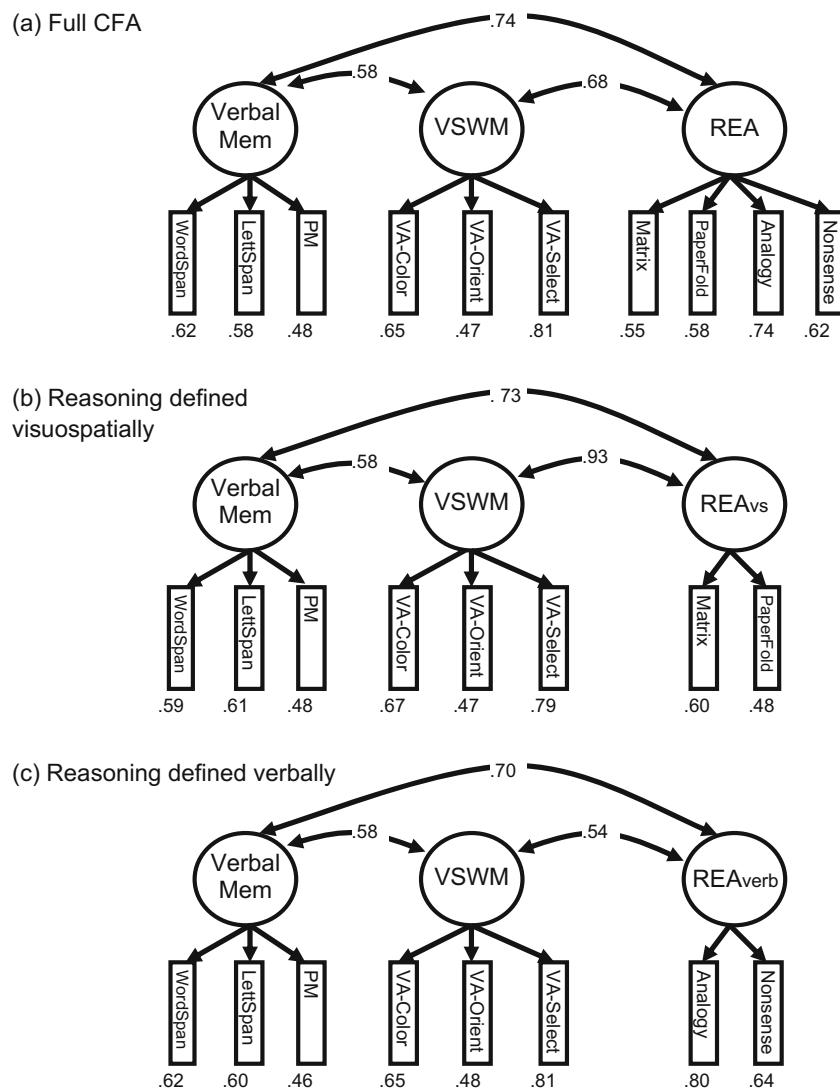 (a) Full CFA
.74
.58
.68
Verbal
Mem
VSWM
REA
WordSpan
LettSpan
PM
VA-Color
VA-Orient
VA-Select
Matrix
PaperFold
Analogy
Nonsense
.62 .58 .48 .65 .47 .81 .55 .58 .74 .62
(b) Reasoning defined
visuospatially
. 73
.58
.93
Verbal
Mem
VSWM
REAvs
WordSpan
LettSpan
PM
VA-Color
VA-Orient
VA-Select
Matrix
PaperFold
.59 .61 .48 .67 .47 .79 .60 .48
(c) Reasoning defined verbally
.70
.58
.54
Verbal
Mem
VSWM
REAverb
WordSpan
LettSpan
PM
VA-Color
VA-Orient
VA-Select
Analogy
Nonsense
.62 .60 .46 .65 .48 .81 .80 .64